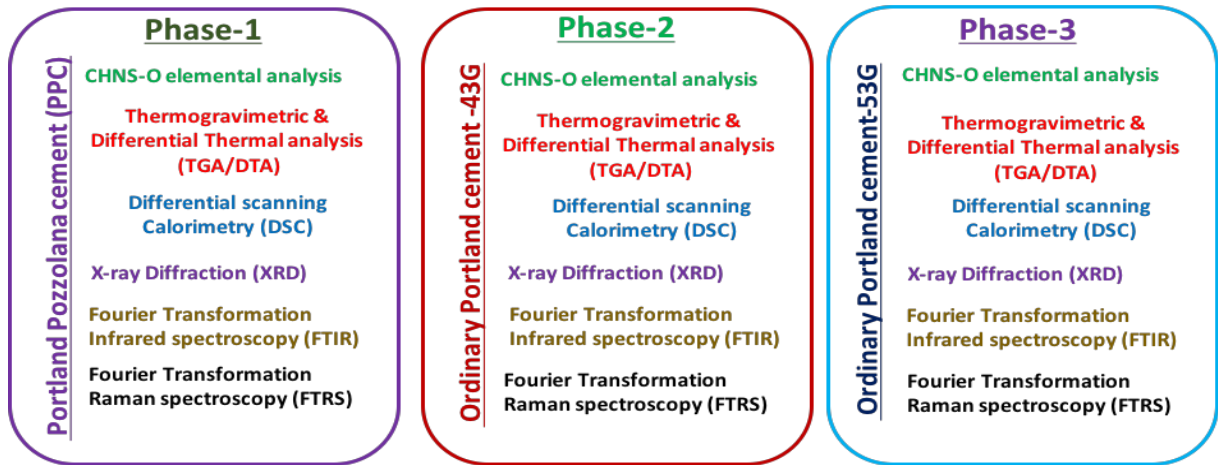 Phase-1
Portland Pozzolana cement (PPC)
CHNS-O elemental analysis
Thermogravimetric &
Differential Thermal analysis
(TGA/DTA)
Differential scanning
Calorimetry (DSC)
X-ray Diffraction (XRD)
Fourier Transformation
Infrared spectroscopy (FTIR)
Fourier Transformation
Raman spectroscopy (FTRS)
Phase-2
Ordinary Portland cement -43G
CHNS-O elemental analysis
Thermogravimetric &
Differential Thermal analysis
(TGA/DTA)
Differential scanning
Calorimetry (DSC)
X-ray Diffraction (XRD)
Fourier Transformation
Infrared spectroscopy (FTIR)
Fourier Transformation
Raman spectroscopy (FTRS)
Phase-3
Ordinary Portland cement-53G
CHNS-O elemental analysis
Thermogravimetric &
Differential Thermal analysis
(TGA/DTA)
Differential scanning
Calorimetry (DSC)
X-ray Diffraction (XRD)
Fourier Transformation
Infrared spectroscopy (FTIR)
Fourier Transformation
Raman spectroscopy (FTRS)